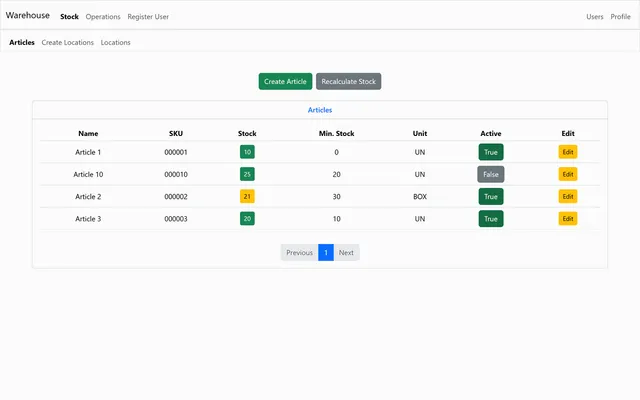 Warehouse Stock Operations Register User Users Profile
Articles Create Locations Locations
Create Article Recalculate Stock
Articles
Name SKU Stock Min. Stock Unit Active Edit
Article 1 000001 10 0 UN True Edit
Article 10 000010 25 20 UN False Edit
Article 2 000002 21 30 BOX True Edit
Article 3 000003 20 10 UN True Edit
Previous 1 Next